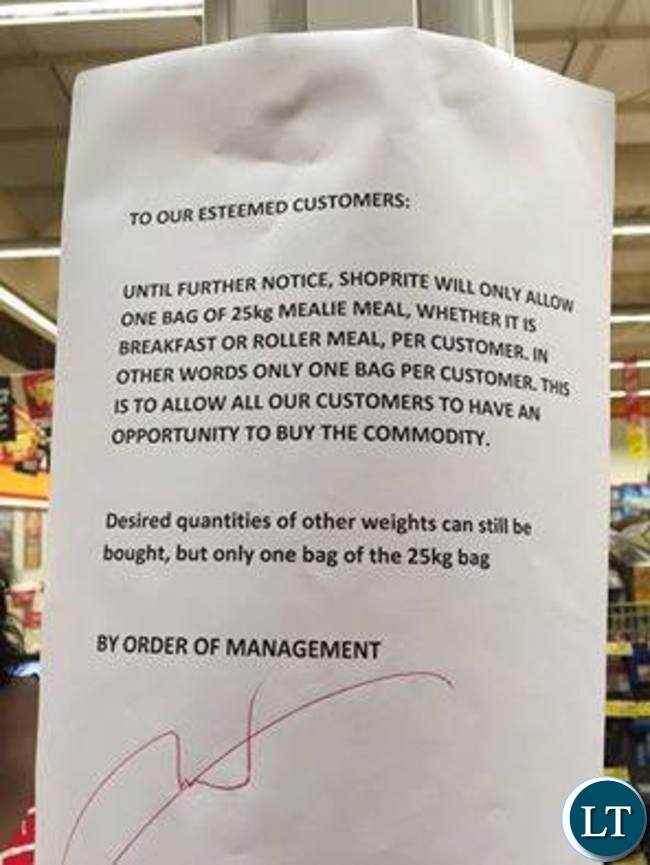 TO OUR ESTEEMED CUSTOMERS:
UNTIL FURTHER NOTICE, SHOPRITE WILL ONLY ALLOW
ONE BAG OF 25kg MEALIE MEAL, WHETHER IT IS
BREAKFAST OR ROLLER MEAL, PER CUSTOMER. IN
OTHER WORDS ONLY ONE BAG PER CUSTOMER. THIS
IS TO ALLOW ALL OUR CUSTOMERS TO HAVE AN
OPPORTUNITY TO BUY THE COMMODITY.
Desired quantities of other weights can still be
bought, but only one bag of the 25kg bag
BY ORDER OF MANAGEMENT
LT